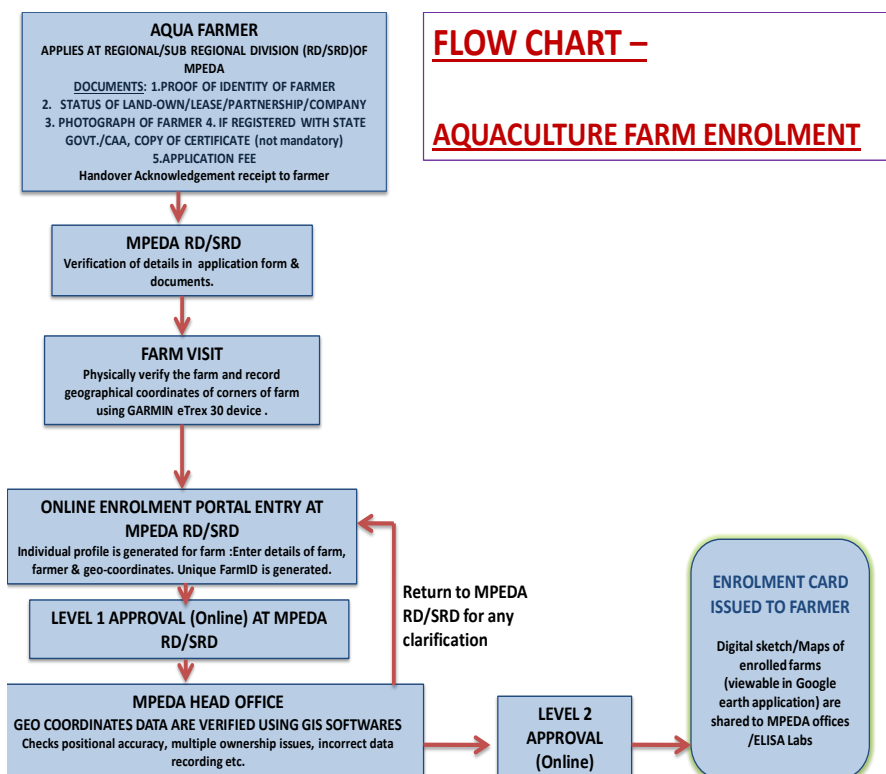 FLOW CHART –
AQUACULTURE FARM ENROLMENT
AQUA FARMER
APPLIES AT REGIONAL/SUB REGIONAL DIVISION (RD/SRD)OF
MPEDA
DOCUMENTS: 1.PROOF OF IDENTITY OF FARMER
2. STATUS OF LAND-OWN/LEASE/PARTNERSHIP/COMPANY
3. PHOTOGRAPH OF FARMER 4. IF REGISTERED WITH STATE
GOVT./CAA, COPY OF CERTIFICATE (not mandatory)
5.APPLICATION FEE
Handover Acknowledgement receipt to farmer
MPEDA RD/SRD
Verification of details in application form &
documents.
FARM VISIT
Physically verify the farm and record
geographical coordinates of corners of farm
using GARMIN eTrex 30 device .
ONLINE ENROLMENT PORTAL ENTRY AT
MPEDA RD/SRD
Individual profile is generated for farm :Enter details of farm,
farmer & geo-coordinates. Unique FarmID is generated.
LEVEL 1 APPROVAL (Online) AT MPEDA
RD/SRD
Return to MPEDA
RD/SRD for any
clarification
MPEDA HEAD OFFICE
GEO COORDINATES DATA ARE VERIFIED USING GIS SOFTWARES
Checks positional accuracy, multiple ownership issues, incorrect data
recording etc.
LEVEL 2
APPROVAL
(Online)
ENROLMENT CARD
ISSUED TO FARMER
Digital sketch/Maps of
enrolled farms
(viewable in Google
earth application) are
shared to MPEDA offices
/ELISA Labs